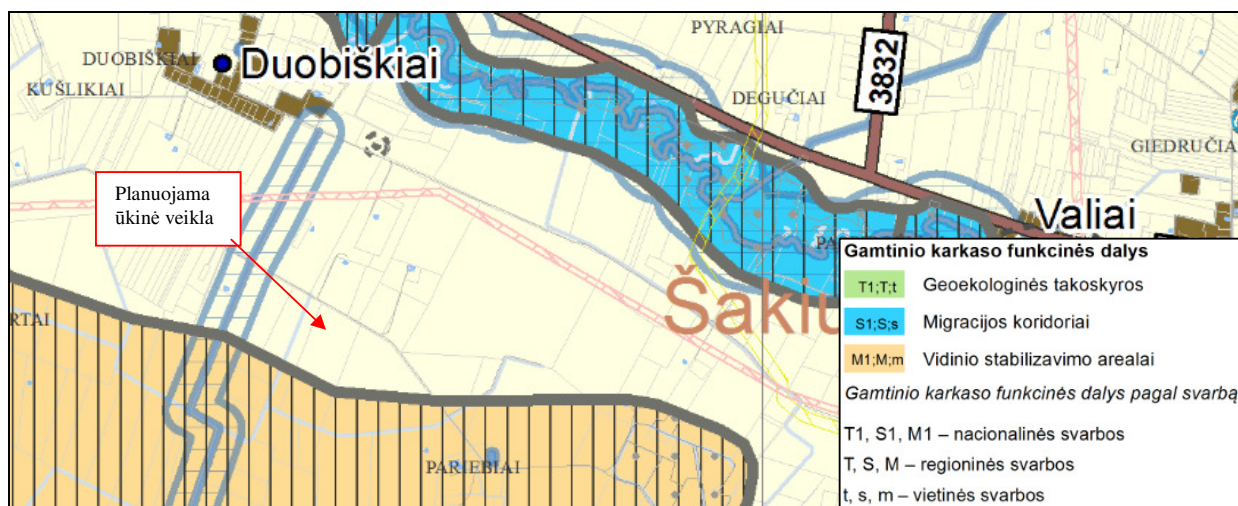 PYRAGIAI
DUOBIŠKIAI
Duobiškiai
KUŠLIKIAI
DEGUČIAI
3832
GIEDRUČIA
Planuojama
ūkinė veikla
Valiai
PA
Šakiu
RTAI
PARIEBIAI
Gamtinio karkaso funkcinės dalys
T1;T;t Geoekologinės takoskyros
S1;S;s Migracijos koridoriai
M1;M;m Vidinio stabilizavimo arealai
Gamtinio karkaso funkcinės dalys pagal svarbą
T1, S1, M1 – nacionalinės svarbos
T, S, M – regioninės svarbos
t, s, m – vietinės svarbos